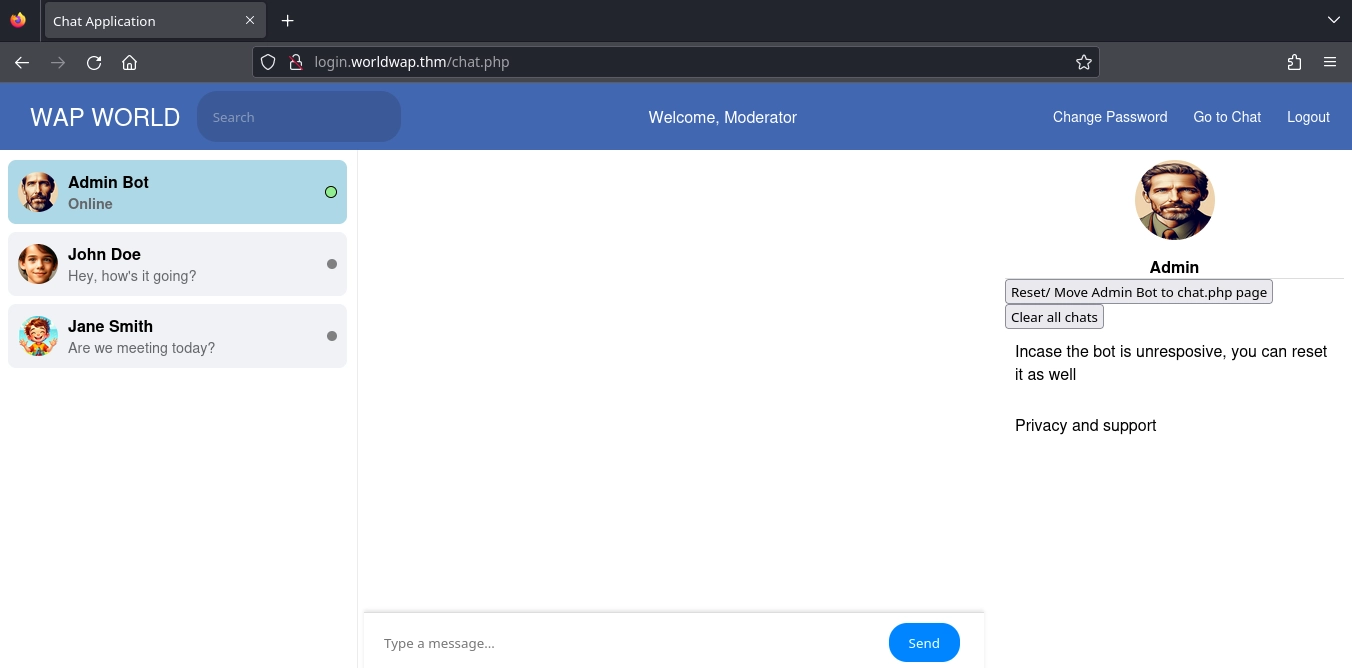 Chat Application
login.worldwap.thm/chat.php
WAP WORLD
Search
Welcome, Moderator
Change Password
Go to Chat
Logout
Admin Bot
Online
John Doe
Hey, how's it going?
Jane Smith
Are we meeting today?
Type a message...
Send
Admin
Reset/ Move Admin Bot to chat.php page
Clear all chats
Incase the bot is unresposive, you can reset
it as well
Privacy and support